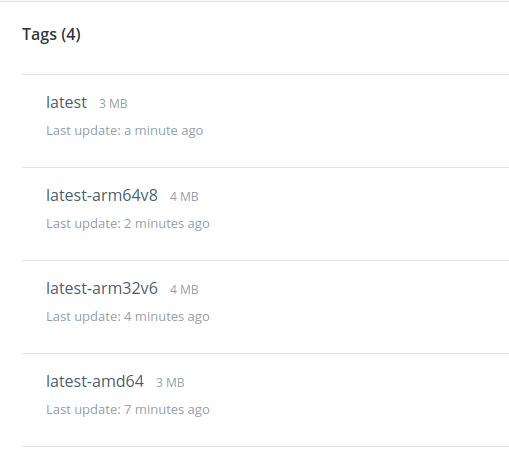 Tags (4)
latest 3 MB
Last update: a minute ago
latest-arm64v8 4 MB
Last update: 2 minutes ago
latest-arm32v6 4 MB
Last update: 4 minutes ago
latest-amd64 3 MB
Last update: 7 minutes ago